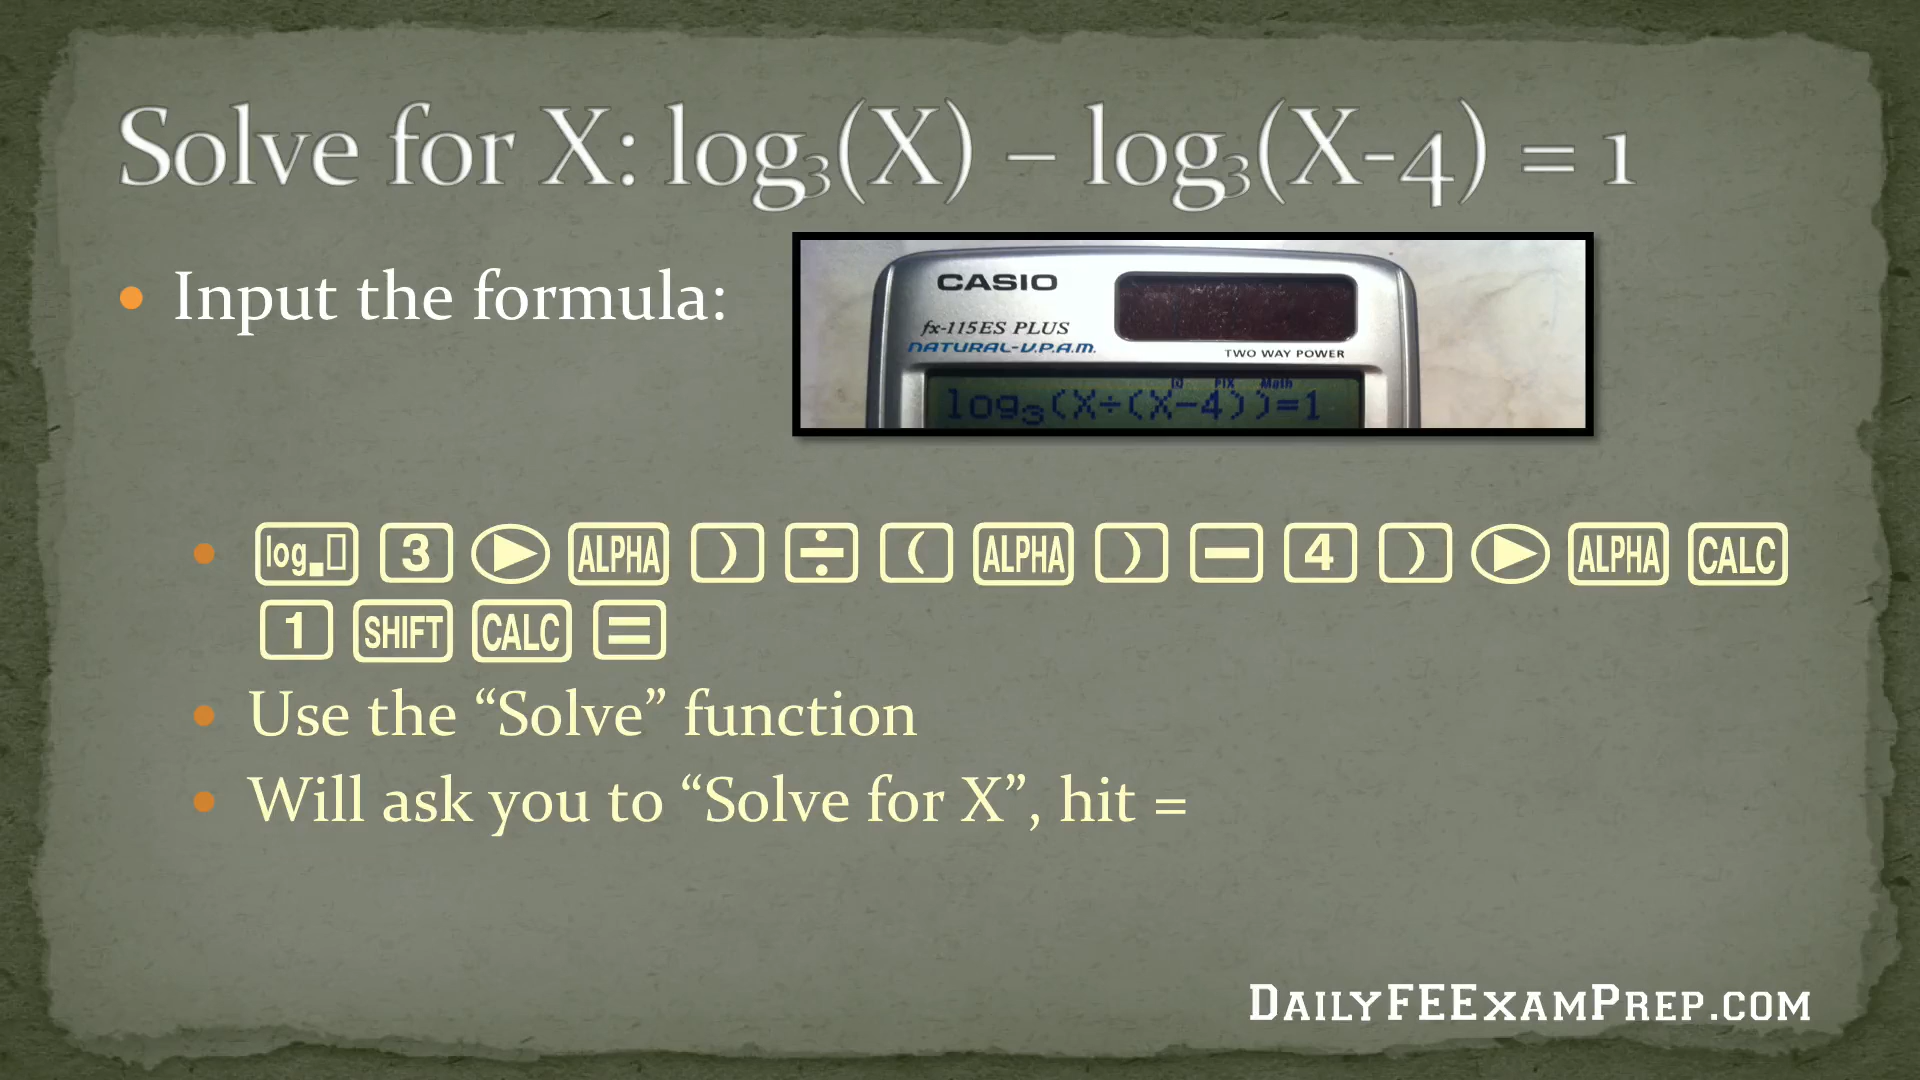 Solve for X: log₃(X) – log₃(X-4) = 1
Input the formula:
CASIO
fx-115ES PLUS
NATURAL-V.P.A.M.
TWO WAY POWER
D FIX Math
log₃(X÷(X−4))=1
log▪▯ 3 ▶ ALPHA ) ÷ ( ALPHA ) − 4 ) ▶ ALPHA CALC
1 SHIFT CALC =
Use the “Solve” function
Will ask you to “Solve for X”, hit =
DailyFEExamPrep.com